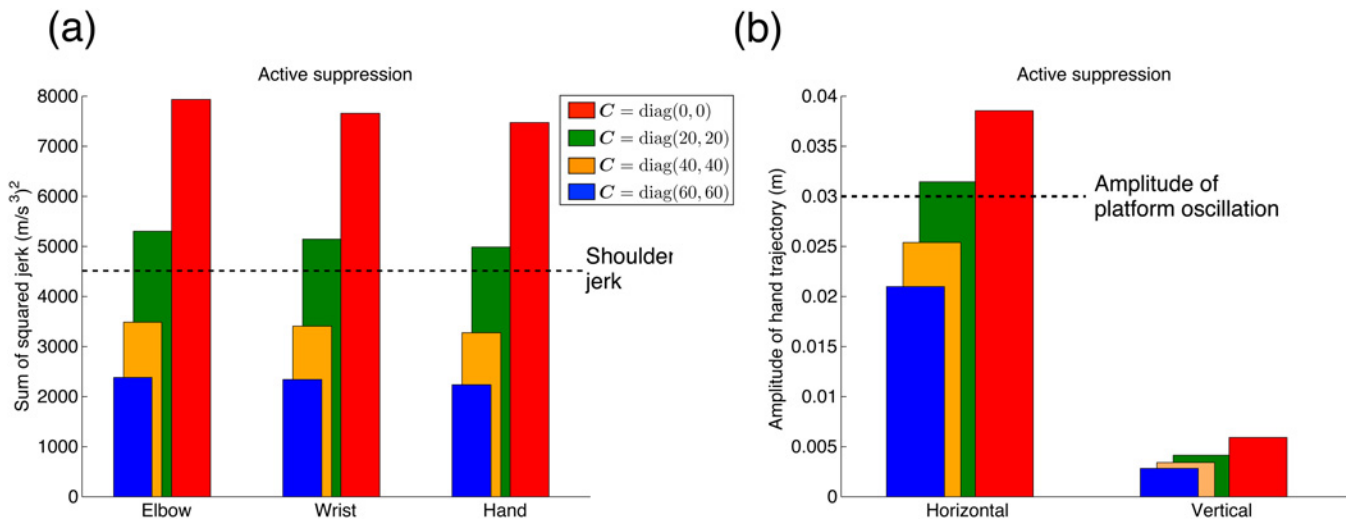 (a)
Active suppression
Sum of squared jerk (m/s³)²
8000
7000
6000
5000
4000
3000
2000
1000
0
Elbow
Wrist
Hand
C = diag(0, 0)
C = diag(20, 20)
C = diag(40, 40)
C = diag(60, 60)
Shoulder
jerk
(b)
Active suppression
Amplitude of hand trajectory (m)
0.04
0.035
0.03
0.025
0.02
0.015
0.01
0.005
0
Amplitude of
platform oscillation
Horizontal
Vertical